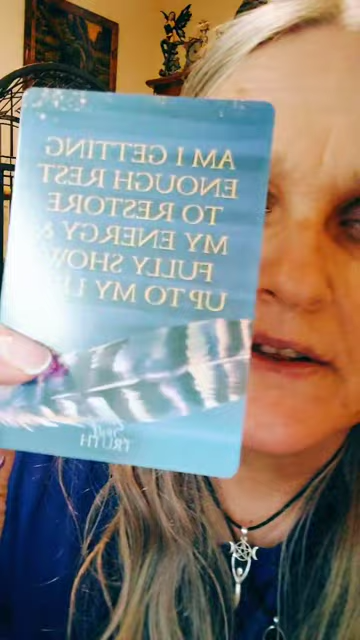 AM I GETTING
ENOUGH REST
TO RESTORE
MY ENERGY &
FULLY SHOW
UP TO MY
TRUTH